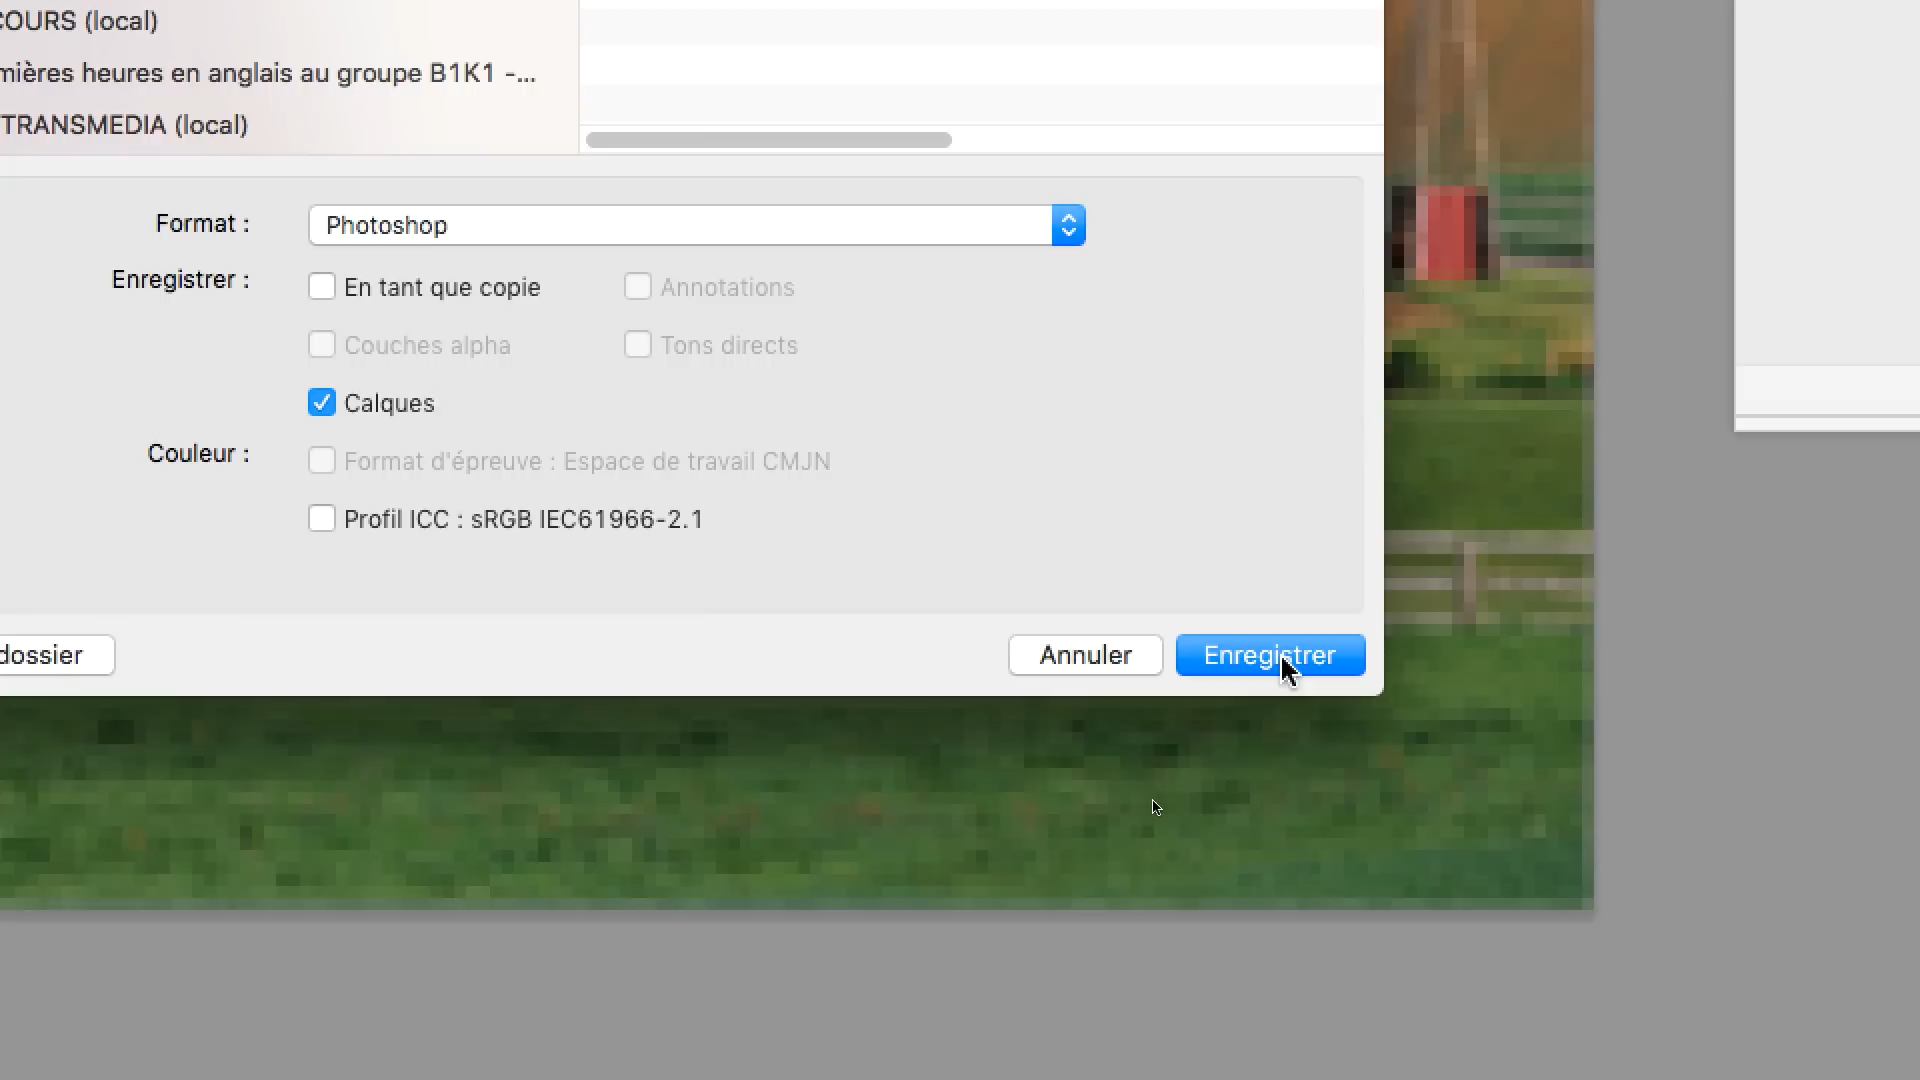 COURS (local)
mières heures en anglais au groupe B1K1 -...
TRANSMEDIA (local)
Format :
Photoshop
Enregistrer :
En tant que copie
Annotations
Couches alpha
Tons directs
Calques
Couleur :
Format d'épreuve : Espace de travail CMJN
Profil ICC : sRGB IEC61966-2.1
dossier
Annuler
Enregistrer